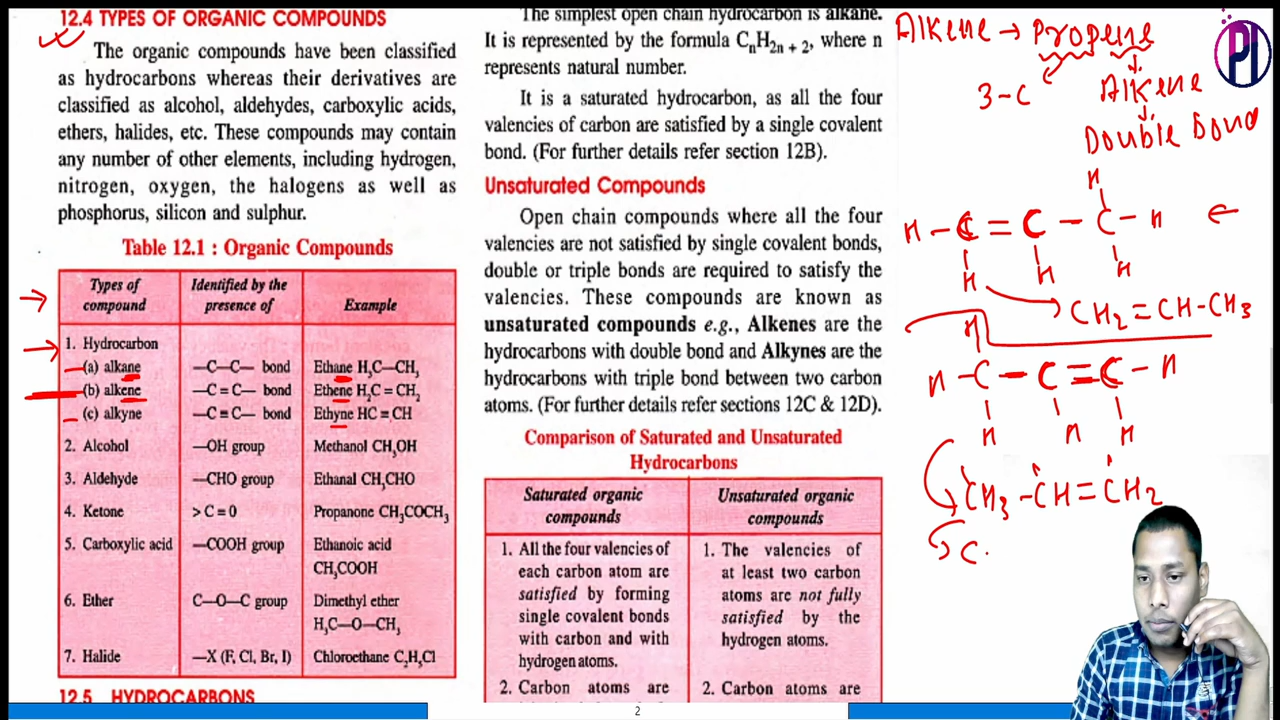 12.4 TYPES OF ORGANIC COMPOUNDS
The organic compounds have been classified
as hydrocarbons whereas their derivatives are
classified as alcohol, aldehydes, carboxylic acids,
ethers, halides, etc. These compounds may contain
any number of other elements, including hydrogen,
nitrogen, oxygen, the halogens as well as
phosphorus, silicon and sulphur.
Table 12.1 : Organic Compounds
Types of compound | Identified by the presence of | Example
1. Hydrocarbon
(a) alkane —C—C— bond Ethane H₃C—CH₃
(b) alkene —C = C— bond Ethene H₂C = CH₂
(c) alkyne —C ≡ C— bond Ethyne HC ≡ CH
2. Alcohol —OH group Methanol CH₃OH
3. Aldehyde —CHO group Ethanal CH₃CHO
4. Ketone > C = 0 Propanone CH₃COCH₃
5. Carboxylic acid —COOH group Ethanoic acid
CH₃COOH
6. Ether C—O—C group Dimethyl ether
H₃C—O—CH₃
7. Halide —X (F, Cl, Br, I) Chloroethane C₂H₅Cl
12.5 HYDROCARBONS
The simplest open chain hydrocarbon is alkane.
It is represented by the formula CₙH₂ₙ₊₂, where n
represents natural number.
It is a saturated hydrocarbon, as all the four
valencies of carbon are satisfied by a single covalent
bond. (For further details refer section 12B).
Unsaturated Compounds
Open chain compounds where all the four
valencies are not satisfied by single covalent bonds,
double or triple bonds are required to satisfy the
valencies. These compounds are known as
unsaturated compounds e.g., Alkenes are the
hydrocarbons with double bond and Alkynes are the
hydrocarbons with triple bond between two carbon
atoms. (For further details refer sections 12C & 12D).
Comparison of Saturated and Unsaturated
Hydrocarbons
Saturated organic compounds | Unsaturated organic compounds
1. All the four valencies of
each carbon atom are
satisfied by forming
single covalent bonds
with carbon and with
hydrogen atoms.
2. Carbon atoms are
1. The valencies of
at least two carbon
atoms are not fully
satisfied by the
hydrogen atoms.
2. Carbon atoms are
Alkene → Propene
3-C
Alkene
Double bond
H
H - C = C - C - H
H H H
CH₂=CH-CH₃
H
H - C - C = C - H
H H H
CH₃-CH=CH₂
C
PI
2